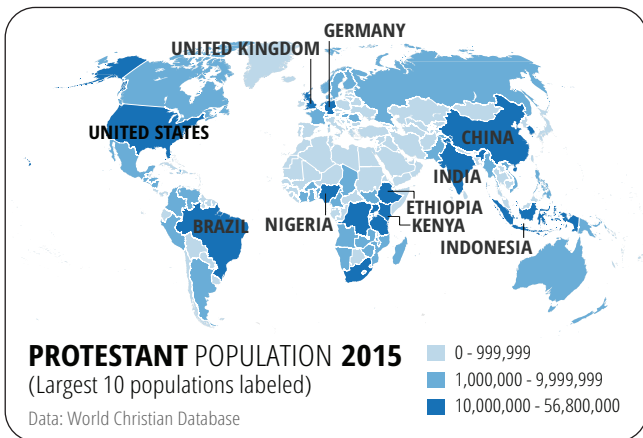 GERMANY
UNITED KINGDOM
UNITED STATES
CHINA
INDIA
ETHIOPIA
BRAZIL
NIGERIA
KENYA
INDONESIA
PROTESTANT POPULATION 2015
(Largest 10 populations labeled)
Data: World Christian Database
0 - 999,999
1,000,000 - 9,999,999
10,000,000 - 56,800,000